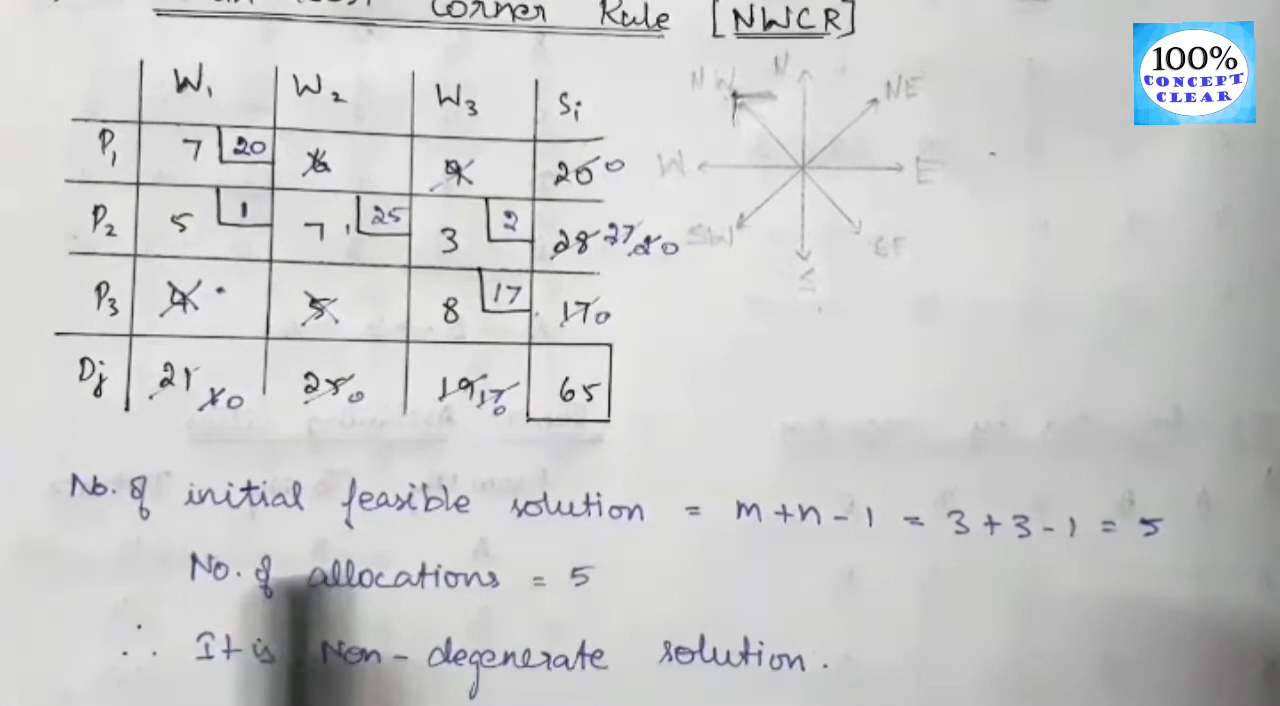 Corner Rule [NWCR]
100%
CONCEPT
CLEAR
W1 W2 W3 Si
P1 7 20 6 9 20 0
P2 5 1 7 25 3 2 28 27 2 0
P3 4 5 8 17 17 0
Dj 21 1 0 25 0 19 17 0 65
NW N NE
W E
SW S
No. of initial feasible solution = m+n-1 = 3+3-1 = 5
No. of allocations = 5
∴ It is Non-degenerate solution.